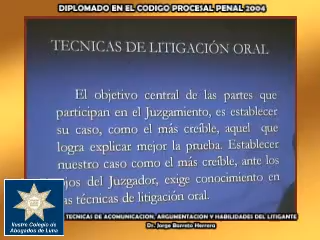 DIPLOMADO EN EL CODIGO PROCESAL PENAL 2004
TECNICAS DE LITIGACIÓN ORAL
El objetivo central de las partes que
participan en el Juzgamiento, es establecer
su caso, como el más creíble, aquel que
logra explicar mejor la prueba. Establecer
nuestro caso como el más creíble, ante los
ojos del Juzgador, exige conocimiento en
las técnicas de litigación oral.
TECNICAS DE ACOMUNICACION, ARGUMENTACION Y HABILIDADES DEL LITIGANTE
Dr. Jorge Barreto Herrera
Ilustre Colegio de
Abogados de Lima